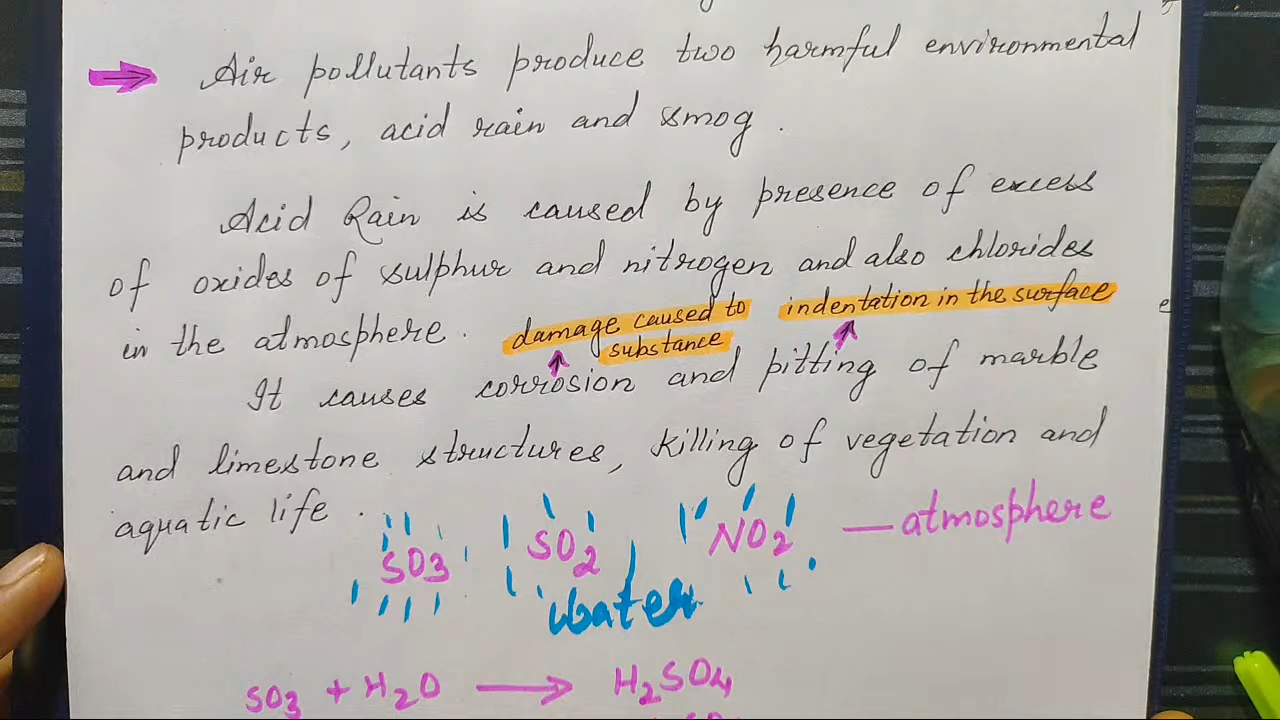 Air pollutants produce two harmful environmental
products, acid rain and smog.
Acid Rain is caused by presence of excess
of oxides of sulphur and nitrogen and also chlorides
in the atmosphere.
damage caused to substance
indentation in the surface
It causes corrosion and pitting of marble
and limestone structures, killing of vegetation and
aquatic life.
SO3 SO2 NO2 — atmosphere
Water
SO3 + H2O → H2SO4